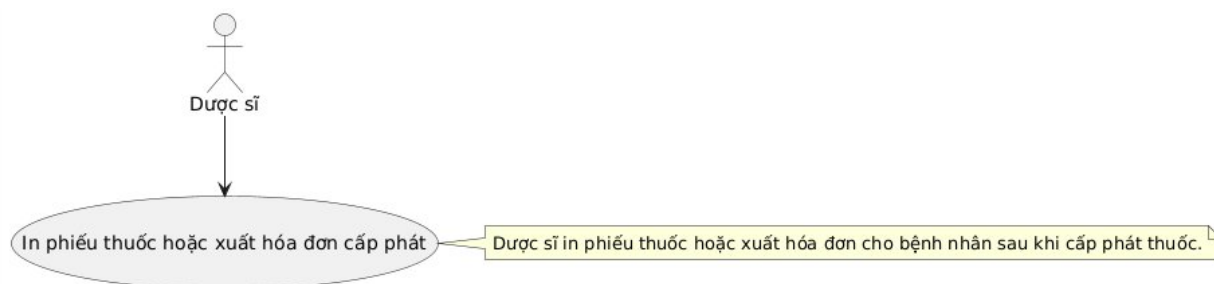 Dược sĩ
In phiếu thuốc hoặc xuất hóa đơn cấp phát
Dược sĩ in phiếu thuốc hoặc xuất hóa đơn cho bệnh nhân sau khi cấp phát thuốc.